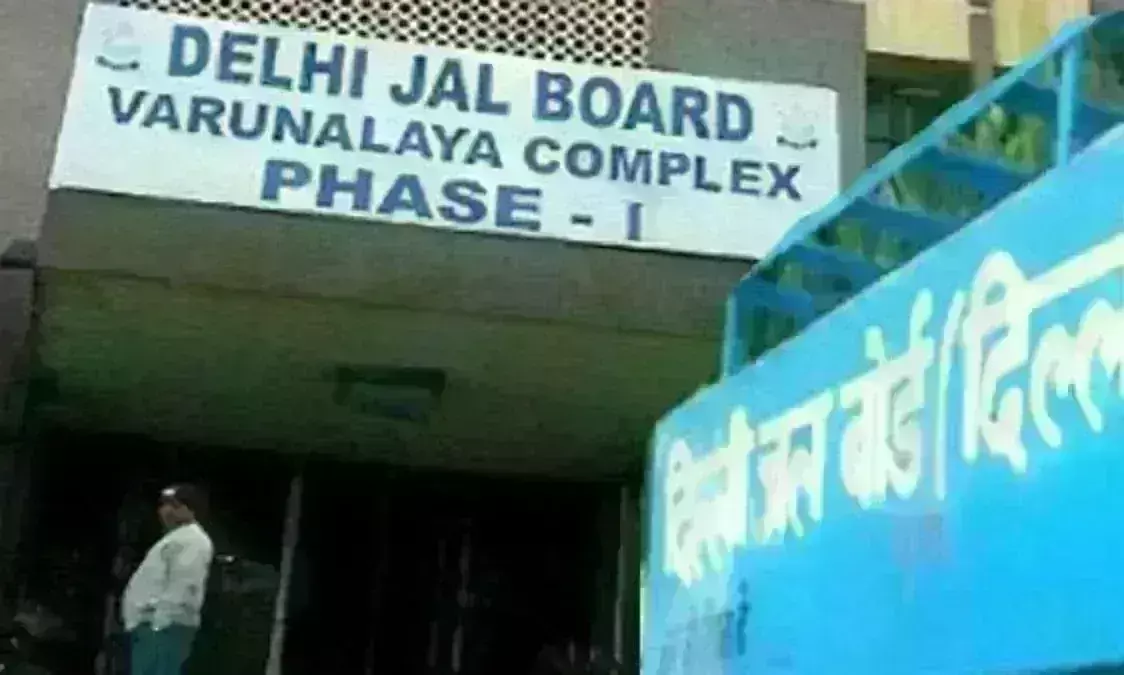 DELHI JAL BOARD
VARUNALAYA COMPLEX
PHASE - I
दिल्ली जल बोर्ड/दिल्ल